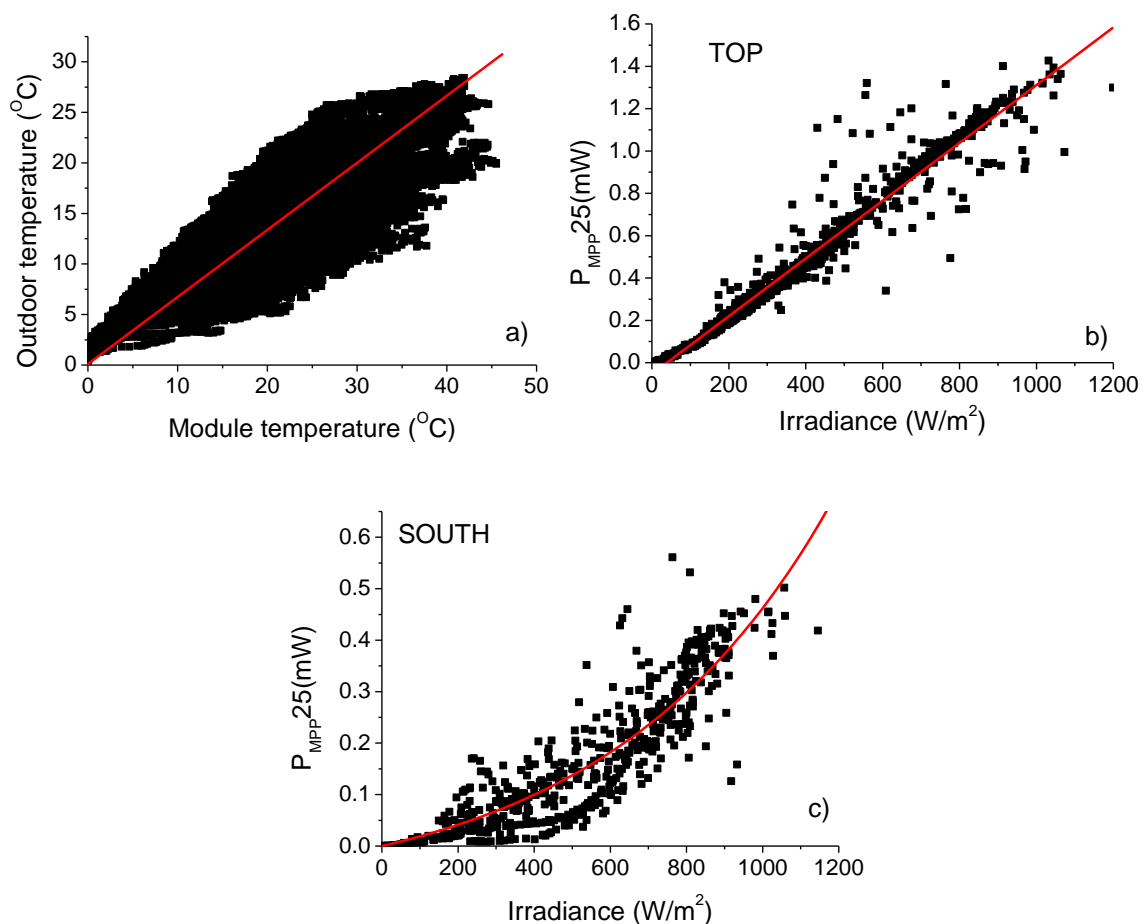 Outdoor temperature (°C)
30
25
20
15
10
5
0
0 10 20 30 40 50
Module temperature (°C)
a)
TOP
P_MPP25(mW)
1.6
1.4
1.2
1.0
0.8
0.6
0.4
0.2
0.0
0 200 400 600 800 1000 1200
Irradiance (W/m²)
b)
SOUTH
P_MPP25(mW)
0.6
0.5
0.4
0.3
0.2
0.1
0.0
0 200 400 600 800 1000 1200
Irradiance (W/m²)
c)